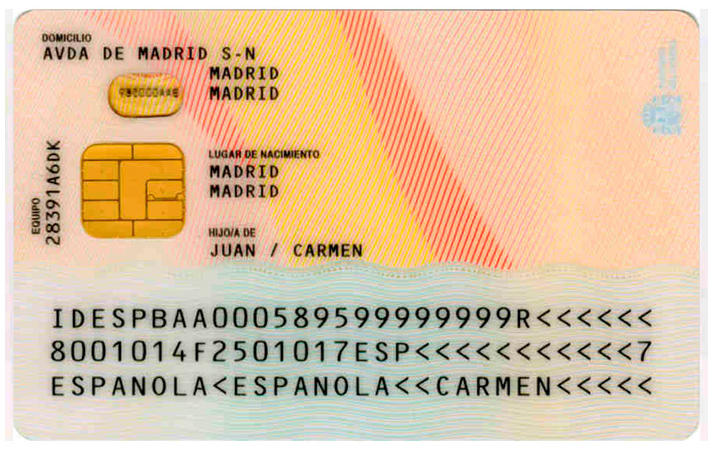 DOMICILIO
AVDA DE MADRID S-N
MADRID
MADRID
LUGAR DE NACIMIENTO
MADRID
MADRID
EQUIPO
28391A6DK
HIJO/A DE
JUAN / CARMEN
IDESPBAA000589599999999R<<<<<<
8001014F2501017ESP<<<<<<<<<<<7
ESPANOLA<ESPANOLA<<CARMEN<<<<<